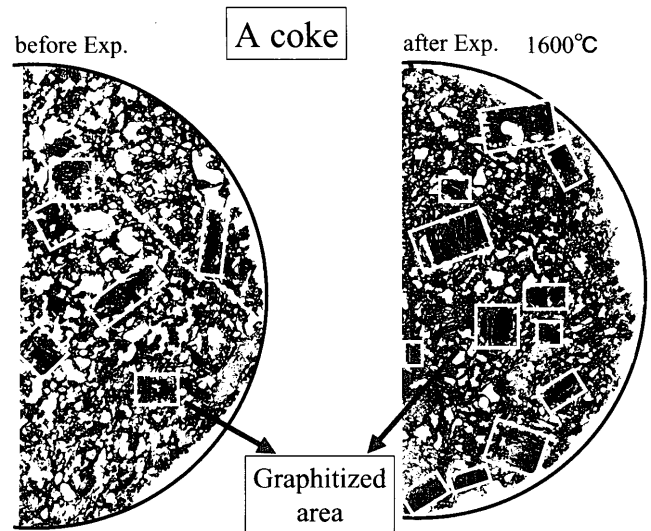 A coke
before Exp.
after Exp. 1600℃
Graphitized
area